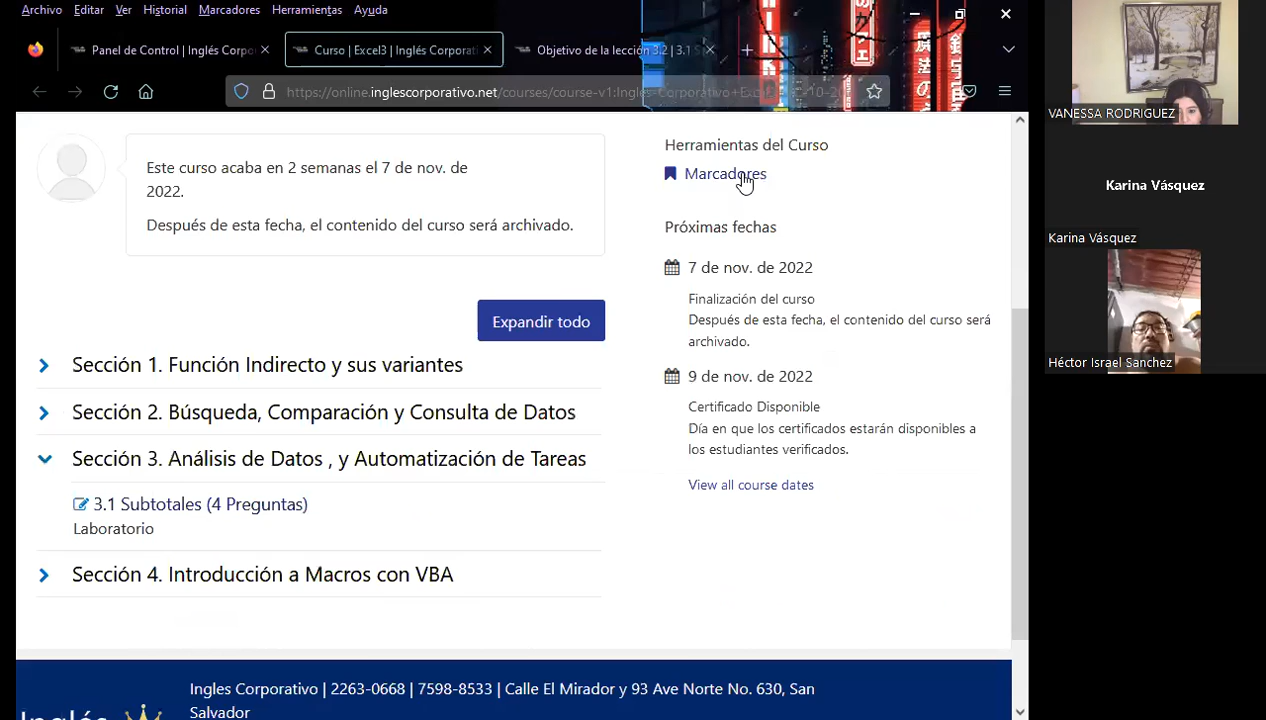 Archivo Editar Ver Historial Marcadores Herramientas Ayuda
Panel de Control | Inglés Corpo
Curso | Excel3 | Inglés Corporat
Objetivo de la lección 3.2 | 3.1 S
https://online.inglescorporativo.net/courses/course-v1:Ingles-Corporativo+Exc
Este curso acaba en 2 semanas el 7 de nov. de
2022.
Después de esta fecha, el contenido del curso será archivado.
Expandir todo
Sección 1. Función Indirecto y sus variantes
Sección 2. Búsqueda, Comparación y Consulta de Datos
Sección 3. Análisis de Datos , y Automatización de Tareas
3.1 Subtotales (4 Preguntas)
Laboratorio
Sección 4. Introducción a Macros con VBA
Herramientas del Curso
Marcadores
Próximas fechas
7 de nov. de 2022
Finalización del curso
Después de esta fecha, el contenido del curso será
archivado.
9 de nov. de 2022
Certificado Disponible
Día en que los certificados estarán disponibles a
los estudiantes verificados.
View all course dates
Inglés
Ingles Corporativo | 2263-0668 | 7598-8533 | Calle El Mirador y 93 Ave Norte No. 630, San
Salvador
VANESSA RODRIGUEZ
Karina Vásquez
Karina Vásquez
Héctor Israel Sanchez